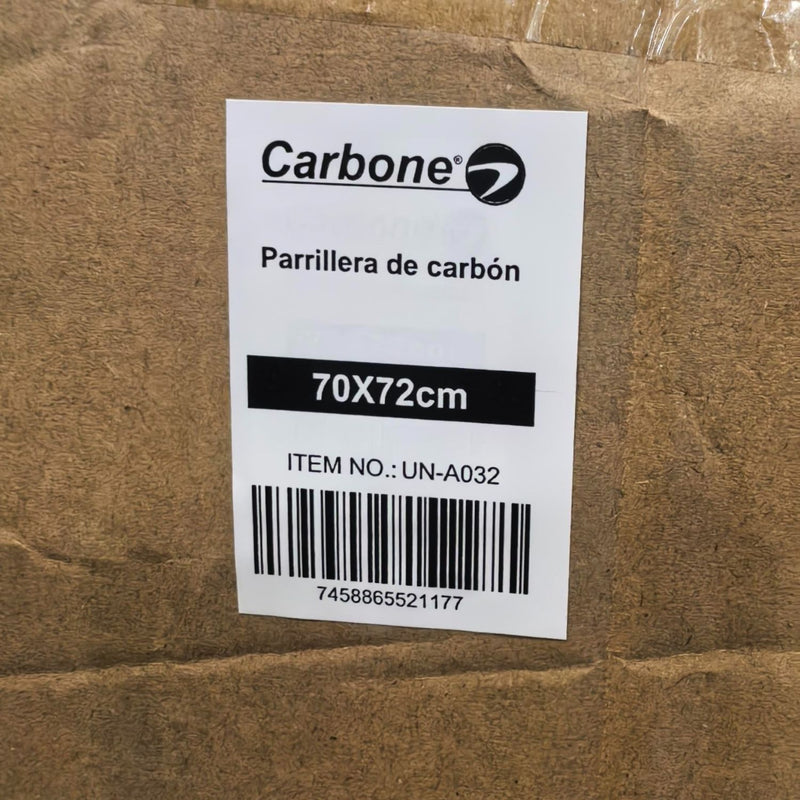 Carbone®
Parrillera de carbón
70X72cm
ITEM NO.: UN-A032
7458865521177